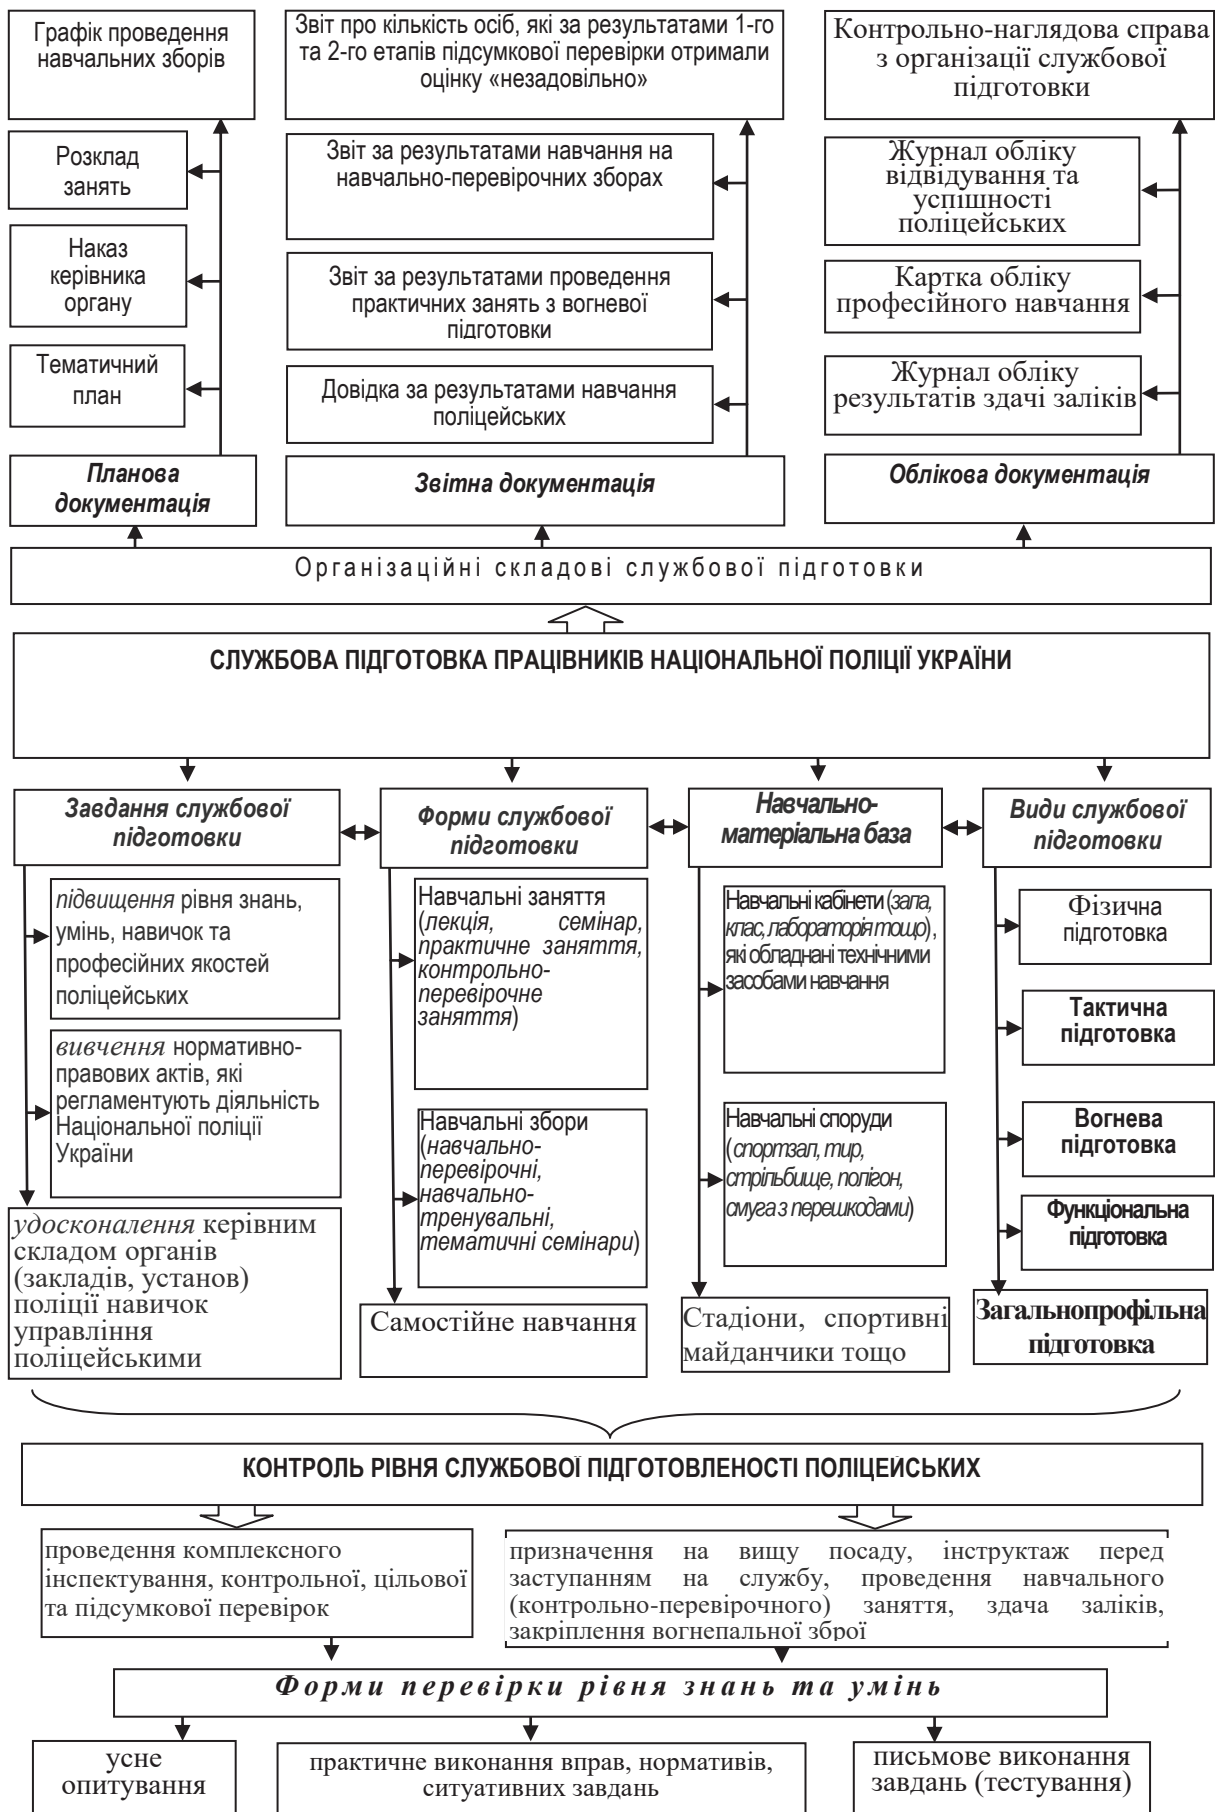 Графік проведення
навчальних зборів
Звіт про кількість осіб, які за результатами 1-го
та 2-го етапів підсумкової перевірки отримали
оцінку «незадовільно»
Контрольно-наглядова справа
з організації службової
підготовки
Розклад
занять
Звіт за результатами навчання на
навчально-перевірочних зборах
Журнал обліку
відвідування та
успішності
поліцейських
Наказ
керівника
органу
Звіт за результатами проведення
практичних занять з вогневої
підготовки
Картка обліку
професійного навчання
Тематичний
план
Довідка за результатами навчання
поліцейських
Журнал обліку
результатів здачі заліків
Планова
документація
Звітна документація
Облікова документація
Організаційні складові службової підготовки
СЛУЖБОВА ПІДГОТОВКА ПРАЦІВНИКІВ НАЦІОНАЛЬНОЇ ПОЛІЦІЇ УКРАЇНИ
Завдання службової
підготовки
Форми службової
підготовки
Навчально-
матеріальна база
Види службової
підготовки
підвищення рівня знань,
умінь, навичок та
професійних якостей
поліцейських
вивчення нормативно-
правових актів, які
регламентують діяльність
Національної поліції
України
удосконалення керівним
складом органів
(закладів, установ)
поліції навичок
управління
поліцейськими
Навчальні заняття
(лекція, семінар,
практичне заняття,
контрольно-
перевірочне
заняття)
Навчальні збори
(навчально-
перевірочні,
навчально-
тренувальні,
тематичні семінари)
Самостійне навчання
Навчальні кабінети (зала,
клас, лабораторія тощо),
які обладнані технічними
засобами навчання
Навчальні споруди
(спортзал, тир,
стрільбище, полігон,
смуга з перешкодами)
Стадіони, спортивні
майданчики тощо
Фізична
підготовка
Тактична
підготовка
Вогнева
підготовка
Функціональна
підготовка
Загальнопрофільна
підготовка
КОНТРОЛЬ РІВНЯ СЛУЖБОВОЇ ПІДГОТОВЛЕНОСТІ ПОЛІЦЕЙСЬКИХ
проведення комплексного
інспектування, контрольної, цільової
та підсумкової перевірок
призначення на вищу посаду, інструктаж перед
заступанням на службу, проведення навчального
(контрольно-перевірочного) заняття, здача заліків,
закріплення вогнепальної зброї
Форми перевірки рівня знань та умінь
усне
опитування
практичне виконання вправ, нормативів,
ситуативних завдань
письмове виконання
завдань (тестування)